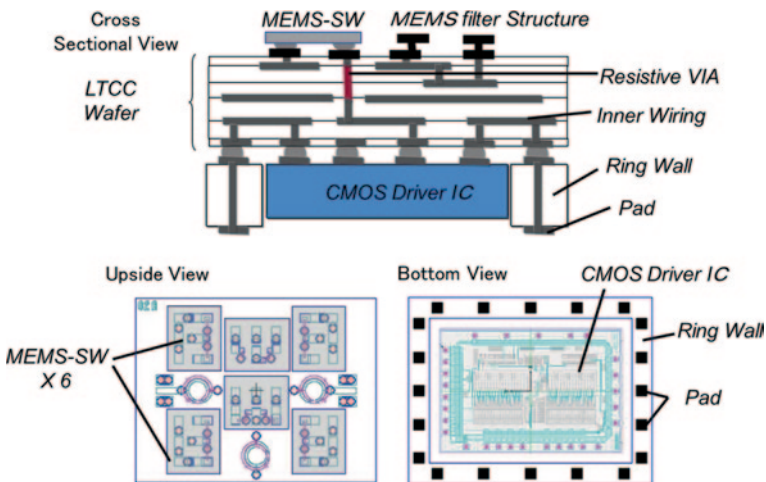 Cross
Sectional View
MEMS-SW
MEMS filter Structure
LTCC
Wafer
Resistive VIA
Inner Wiring
Ring Wall
CMOS Driver IC
Pad
Upside View
Bottom View
CMOS Driver IC
MEMS-SW
X 6
Ring Wall
Pad